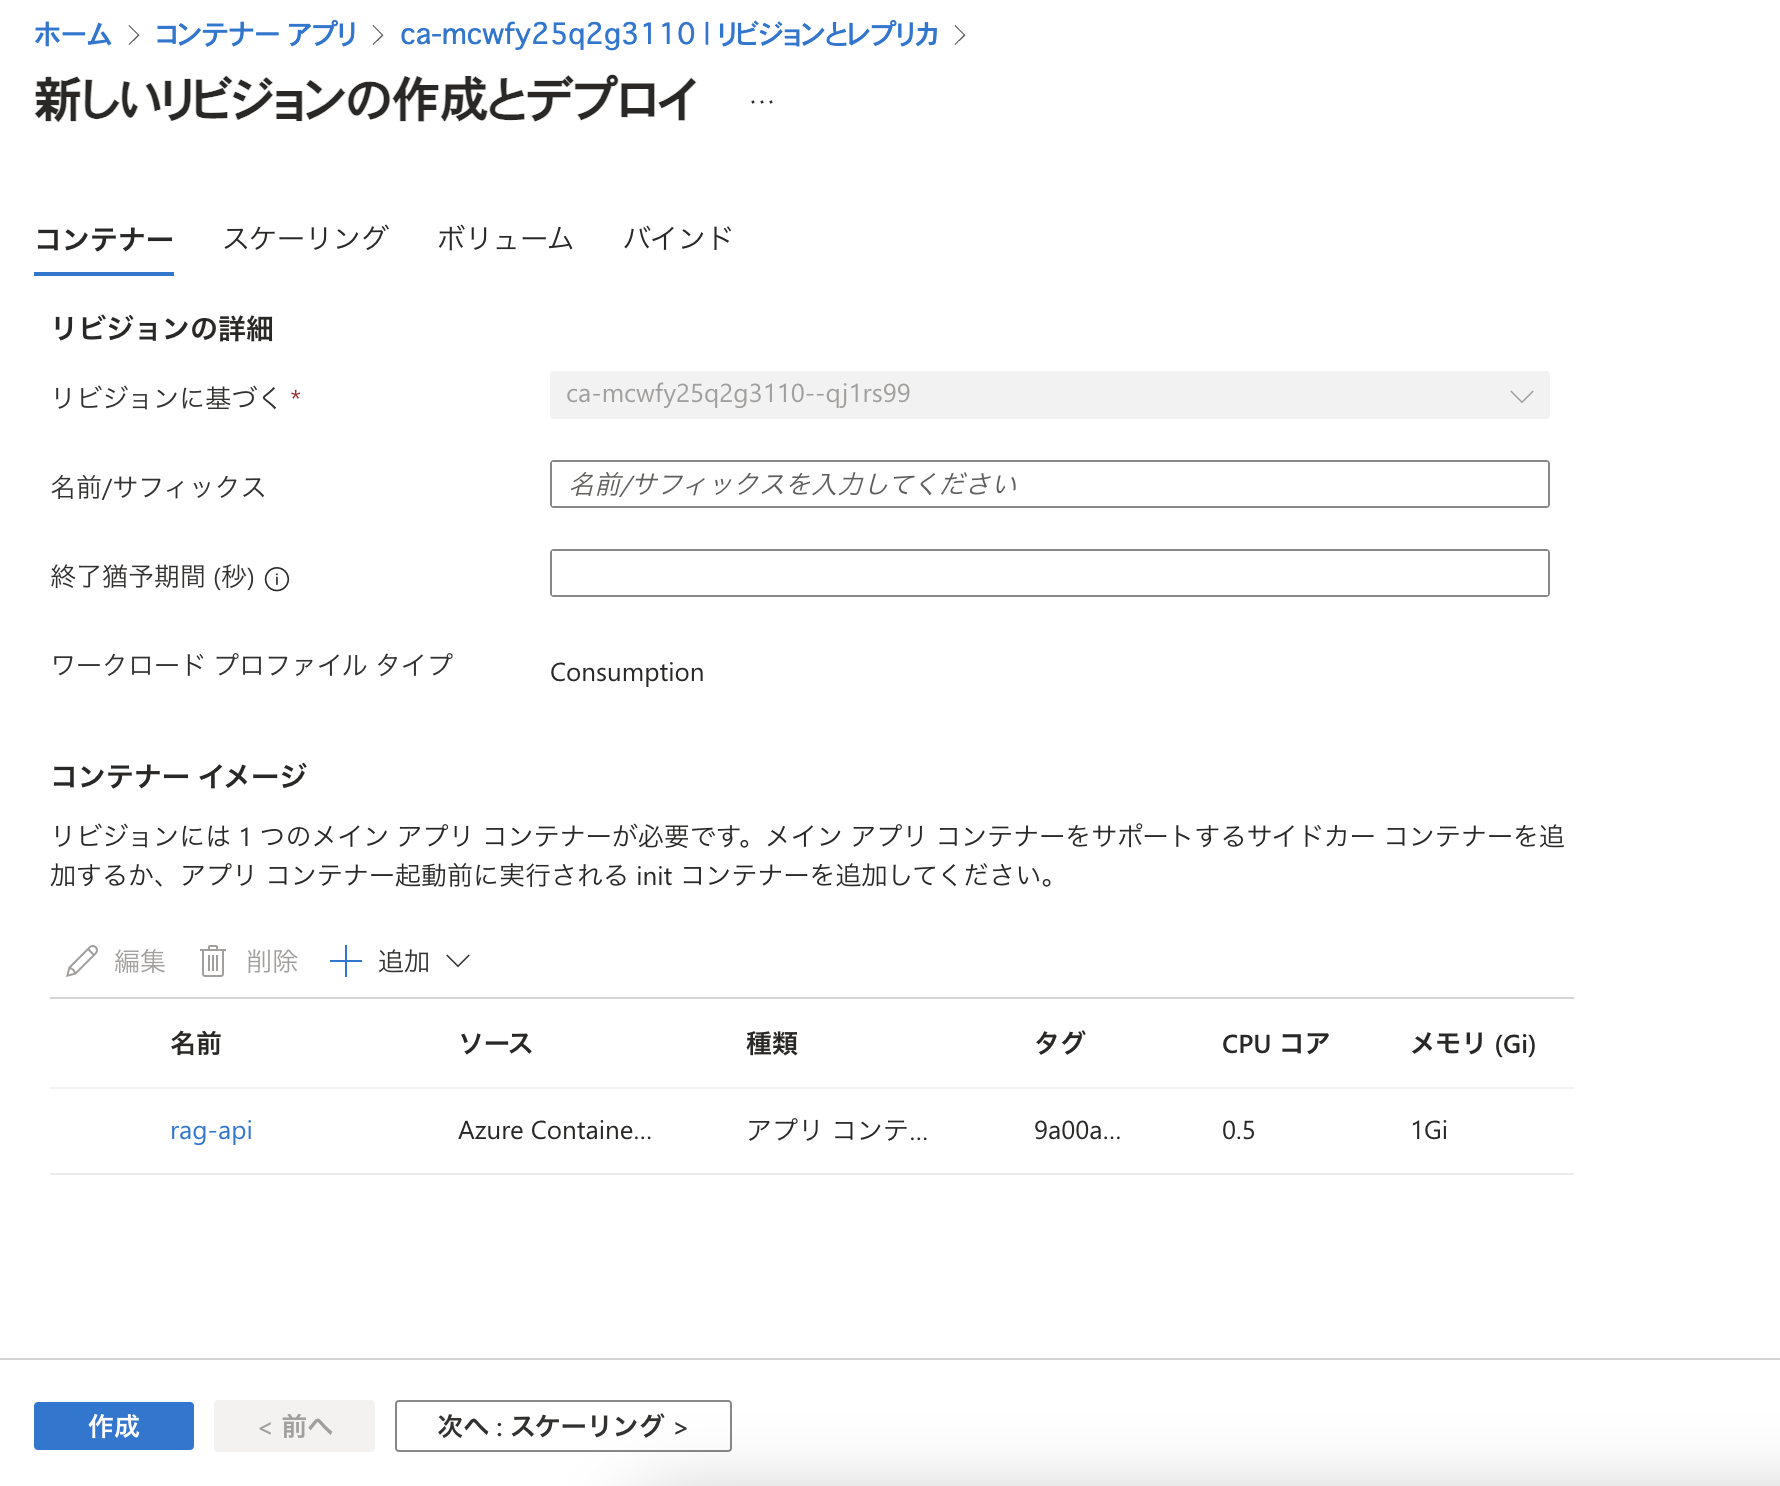 ホーム > コンテナー アプリ > ca-mcwfy25q2g3110 | リビジョンとレプリカ >
新しいリビジョンの作成とデプロイ ...
コンテナー スケーリング ボリューム バインド
リビジョンの詳細
リビジョンに基づく * ca-mcwfy25q2g3110--qj1rs99
名前/サフィックス 名前/サフィックスを入力してください
終了猶予期間 (秒)
ワークロード プロファイル タイプ Consumption
コンテナー イメージ
リビジョンには 1 つのメイン アプリ コンテナーが必要です。メイン アプリ コンテナーをサポートするサイドカー コンテナーを追
加するか、アプリ コンテナー起動前に実行される init コンテナーを追加してください。
編集 削除 追加
名前 ソース 種類 タグ CPU コア メモリ (Gi)
rag-api Azure Containe... アプリ コンテ... 9a00a... 0.5 1Gi
作成 < 前へ 次へ : スケーリング >